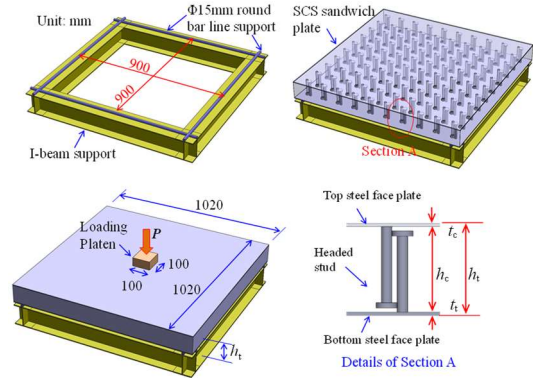 Unit: mm
Φ15mm round
bar line support
900
900
I-beam support
SCS sandwich
plate
Section A
1020
Loading
Platen
P
100
100
1020
ht
Top steel face plate
tc
Headed
stud
hc
ht
tt
Bottom steel face plate
Details of Section A